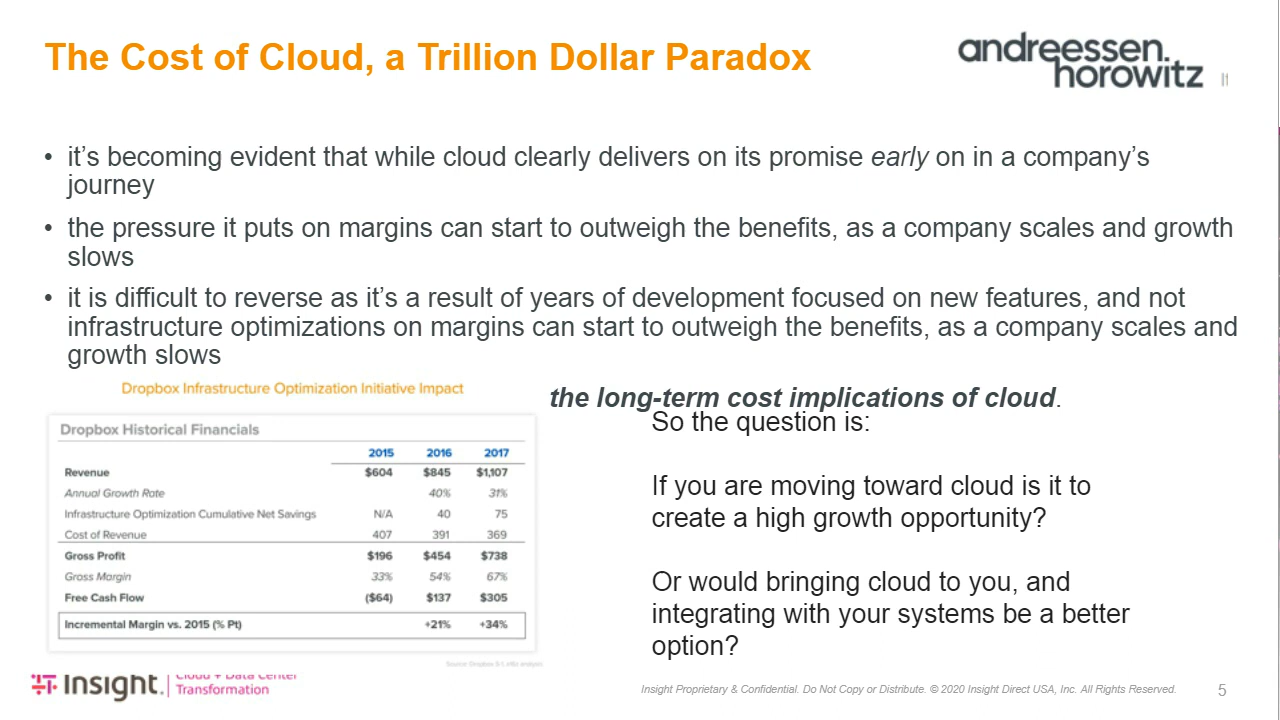 The Cost of Cloud, a Trillion Dollar Paradox
andreessen.
horowitz
• it’s becoming evident that while cloud clearly delivers on its promise early on in a company’s
journey
• the pressure it puts on margins can start to outweigh the benefits, as a company scales and growth
slows
• it is difficult to reverse as it’s a result of years of development focused on new features, and not
infrastructure optimizations on margins can start to outweigh the benefits, as a company scales and
growth slows
the long-term cost implications of cloud.
Dropbox Infrastructure Optimization Initiative Impact
Dropbox Historical Financials
2015 2016 2017
Revenue $604 $845 $1,107
Annual Growth Rate 40% 31%
Infrastructure Optimization Cumulative Net Savings N/A 40 75
Cost of Revenue 407 391 369
Gross Profit $196 $454 $738
Gross Margin 33% 54% 67%
Free Cash Flow ($64) $137 $305
Incremental Margin vs. 2015 (% Pt) +21% +34%
Source: Dropbox S-1, a16z analysis
So the question is:
If you are moving toward cloud is it to
create a high growth opportunity?
Or would bringing cloud to you, and
integrating with your systems be a better
option?
Insight.
Cloud + Data Center
Transformation
Insight Proprietary & Confidential. Do Not Copy or Distribute. © 2020 Insight Direct USA, Inc. All Rights Reserved.
5